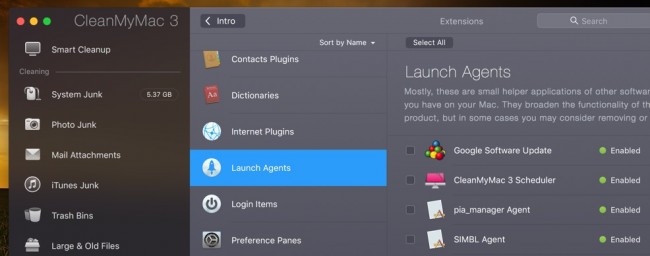 CleanMyMac 3
Smart Cleanup
Cleaning
System Junk 5.37 GB
Photo Junk
Mail Attachments
iTunes Junk
Trash Bins
Large & Old Files
Intro
Sort by Name
Contacts Plugins
Dictionaries
Internet Plugins
Launch Agents
Login Items
Preference Panes
Extensions
Search
Select All
Launch Agents
Mostly, these are small helper applications of other softwar
you have on your Mac. They broaden the functionality of th
product, but in some cases you may consider removing or
Google Software Update Enabled
CleanMyMac 3 Scheduler Enabled
pia_manager Agent Enabled
SIMBL Agent Enabled